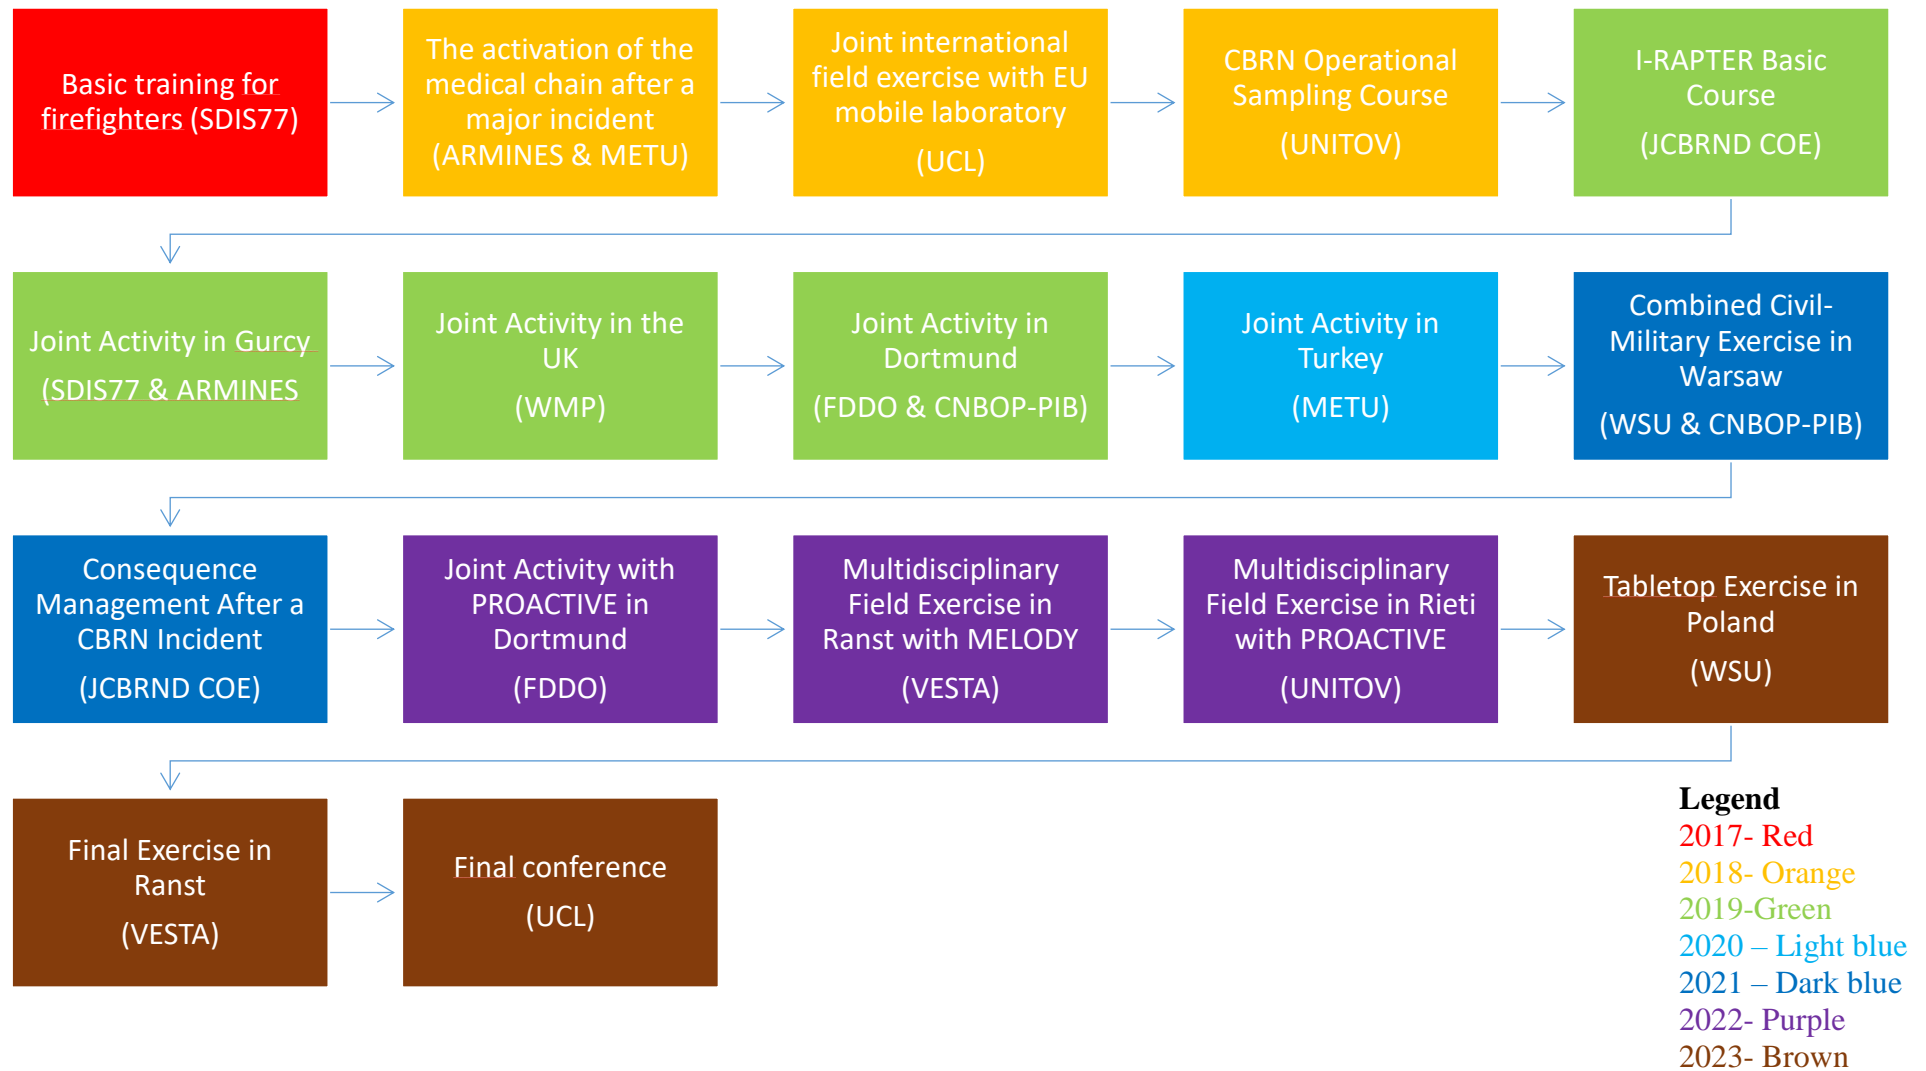 Basic training for
firefighters (SDIS77)
The activation of the
medical chain after a
major incident
(ARMINES & METU)
Joint international
field exercise with EU
mobile laboratory
(UCL)
CBRN Operational
Sampling Course
(UNITOV)
I-RAPTER Basic
Course
(JCBRND COE)
Joint Activity in Gurcy
(SDIS77 & ARMINES
Joint Activity in the
UK
(WMP)
Joint Activity in
Dortmund
(FDDO & CNBOP-PIB)
Joint Activity in
Turkey
(METU)
Combined Civil-
Military Exercise in
Warsaw
(WSU & CNBOP-PIB)
Consequence
Management After a
CBRN Incident
(JCBRND COE)
Joint Activity with
PROACTIVE in
Dortmund
(FDDO)
Multidisciplinary
Field Exercise in
Ranst with MELODY
(VESTA)
Multidisciplinary
Field Exercise in Rieti
with PROACTIVE
(UNITOV)
Tabletop Exercise in
Poland
(WSU)
Final Exercise in
Ranst
(VESTA)
Final conference
(UCL)
Legend
2017- Red
2018- Orange
2019-Green
2020 – Light blue
2021 – Dark blue
2022- Purple
2023- Brown